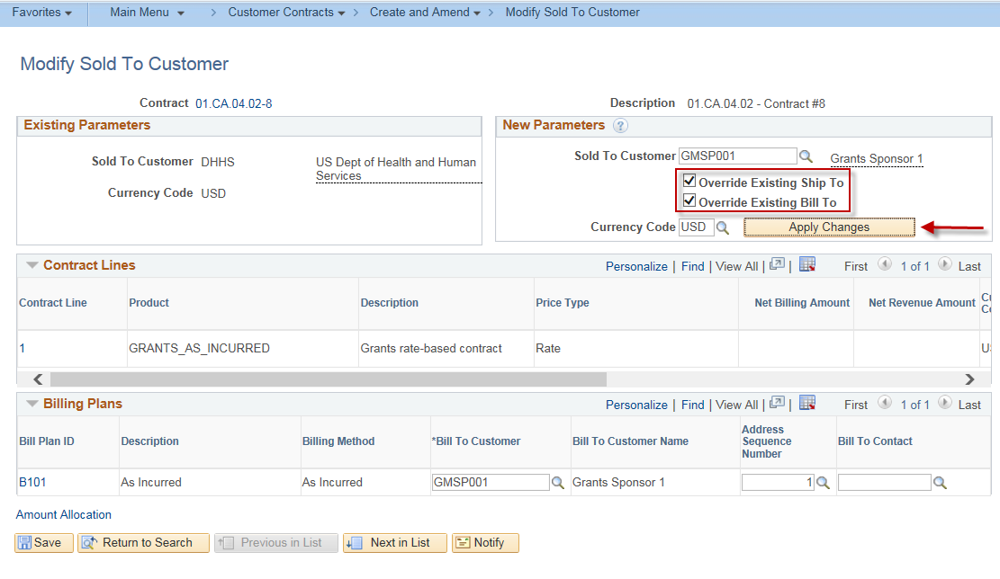 Favorites Main Menu > Customer Contracts > Create and Amend > Modify Sold To Customer
Modify Sold To Customer
Contract 01.CA.04.02-8 Description 01.CA.04.02 - Contract #8
Existing Parameters
Sold To Customer DHHS US Dept of Health and Human
Services
Currency Code USD
New Parameters ?
Sold To Customer GMSP001 Grants Sponsor 1
Override Existing Ship To
Override Existing Bill To
Currency Code USD Apply Changes
Contract Lines Personalize | Find | View All | | First 1 of 1 Last
Contract Line Product Description Price Type Net Billing Amount Net Revenue Amount
1 GRANTS_AS_INCURRED Grants rate-based contract Rate
Billing Plans Personalize | Find | View All | | First 1 of 1 Last
Bill Plan ID Description Billing Method *Bill To Customer Bill To Customer Name Address
Sequence
Number Bill To Contact
B101 As Incurred As Incurred GMSP001 Grants Sponsor 1 1
Amount Allocation
Save Return to Search Previous in List Next in List Notify